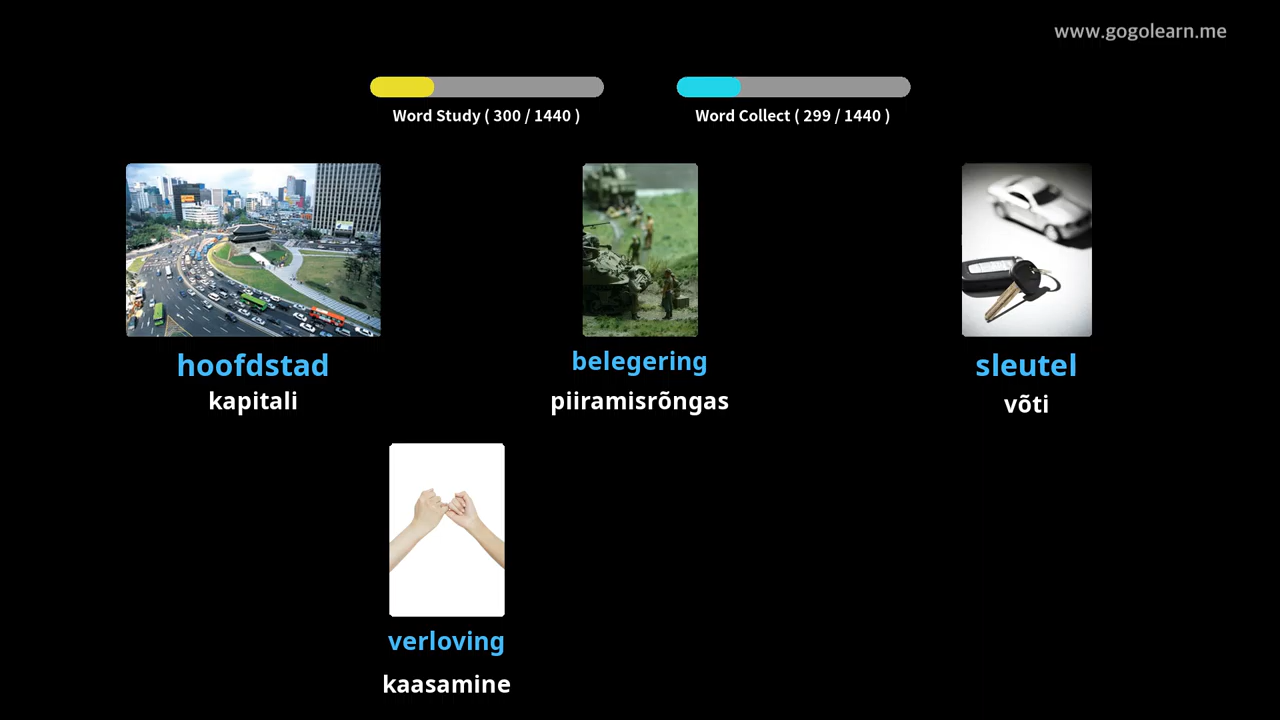 www.gogolearn.me
Word Study ( 300 / 1440 )
Word Collect ( 299 / 1440 )
hoofdstad
kapitali
belegering
piiramisrõngas
sleutel
võti
verloving
kaasamine